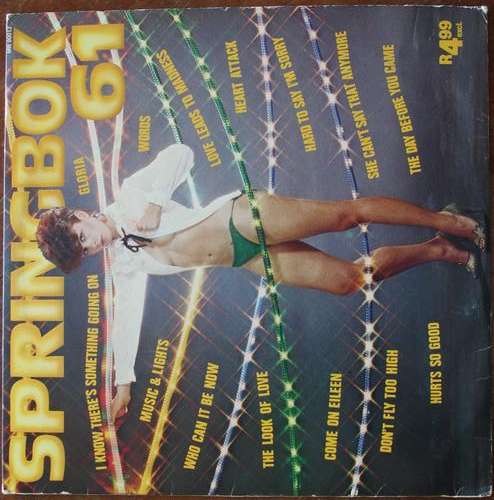 SPRINGBOK
61
GLORIA
WORDS
LOVE LEADS TO MADNESS
HEART ATTACK
HARD TO SAY I'M SORRY
SHE CAN'T SAY THAT ANYMORE
THE DAY BEFORE YOU CAME
I KNOW THERE'S SOMETHING GOING ON
MUSIC & LIGHTS
WHO CAN IT BE NOW
THE LOOK OF LOVE
COME ON EILEEN
DON'T FLY TOO HIGH
HURTS SO GOOD
R4.99